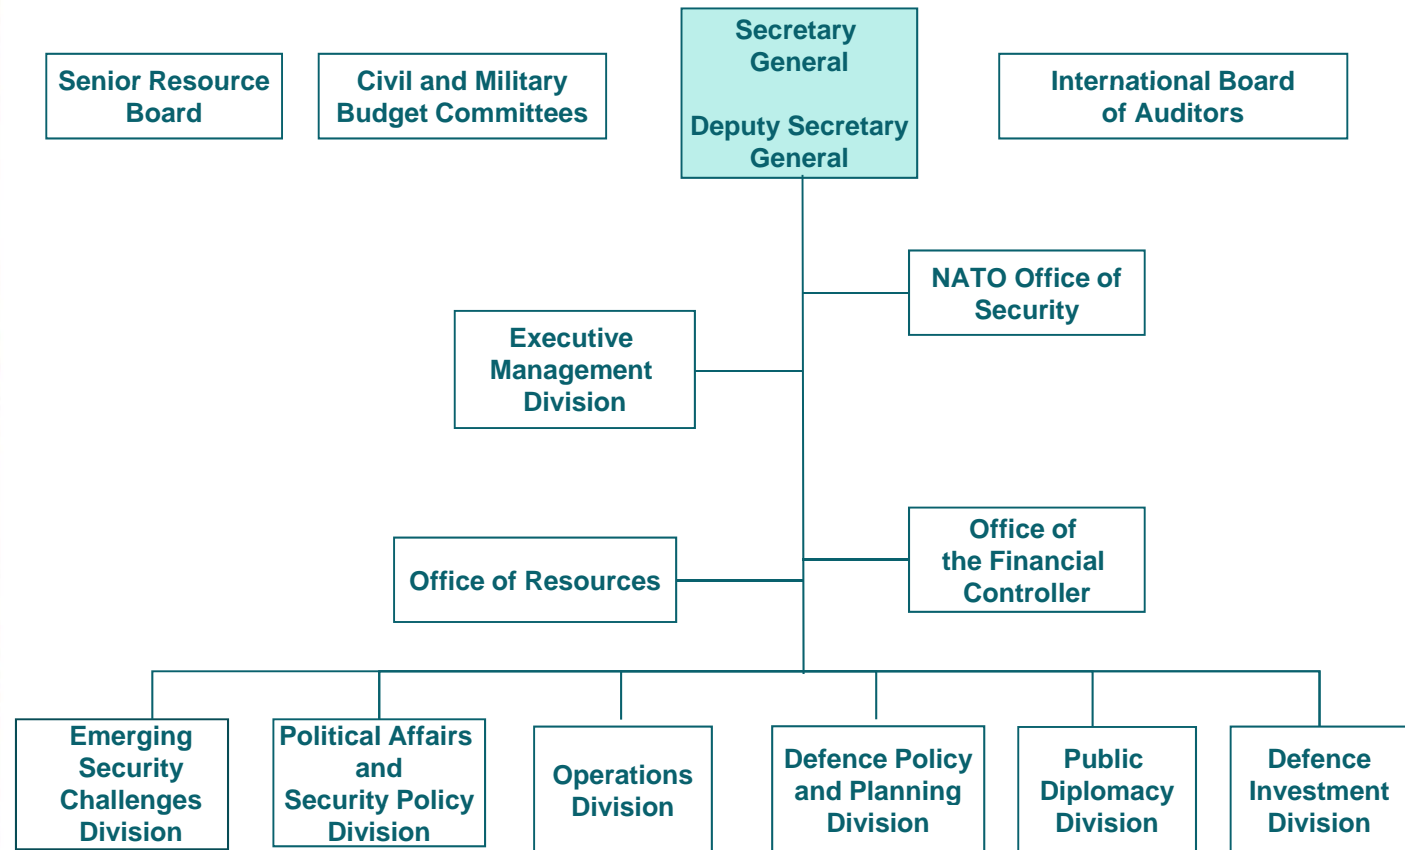 Secretary
General
Deputy Secretary
General
Senior Resource
Board
Civil and Military
Budget Committees
International Board
of Auditors
NATO Office of
Security
Executive
Management
Division
Office of
the Financial
Controller
Office of Resources
Emerging
Security
Challenges
Division
Political Affairs
and
Security Policy
Division
Operations
Division
Defence Policy
and Planning
Division
Public
Diplomacy
Division
Defence
Investment
Division